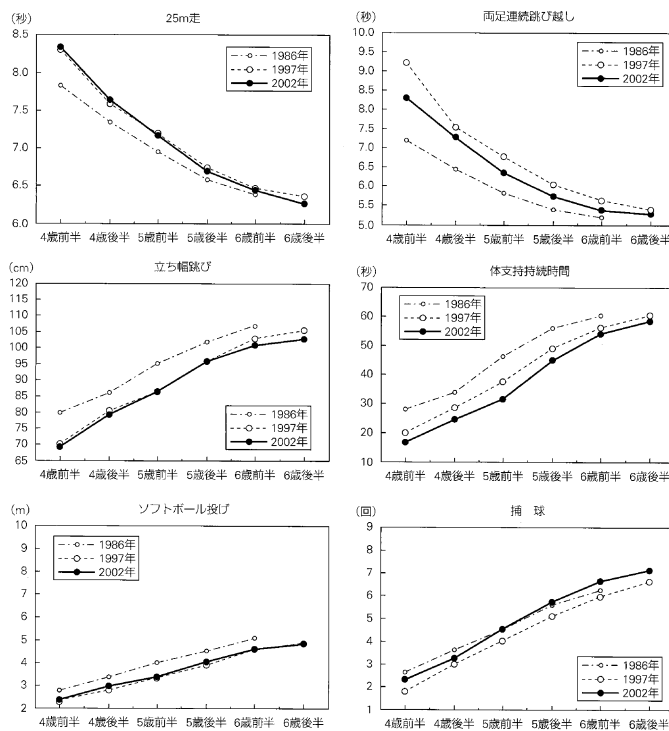 (秒)
25m走
8.5
8.0
7.5
7.0
6.5
6.0
1986年
1997年
2002年
4歳前半 4歳後半 5歳前半 5歳後半 6歳前半 6歳後半
(秒)
両足連続跳び越し
10.0
9.5
9.0
8.5
8.0
7.5
7.0
6.5
6.0
5.5
5.0
1986年
1997年
2002年
4歳前半 4歳後半 5歳前半 5歳後半 6歳前半 6歳後半
(cm)
立ち幅跳び
120
115
110
105
100
95
90
85
80
75
70
65
1986年
1997年
2002年
4歳前半 4歳後半 5歳前半 5歳後半 6歳前半 6歳後半
(秒)
体支持持続時間
70
60
50
40
30
20
10
1986年
1997年
2002年
4歳前半 4歳後半 5歳前半 5歳後半 6歳前半 6歳後半
(m)
ソフトボール投げ
10
9
8
7
6
5
4
3
2
1986年
1997年
2002年
4歳前半 4歳後半 5歳前半 5歳後半 6歳前半 6歳後半
(回)
捕 球
9
8
7
6
5
4
3
2
1
1986年
1997年
2002年
4歳前半 4歳後半 5歳前半 5歳後半 6歳前半 6歳後半